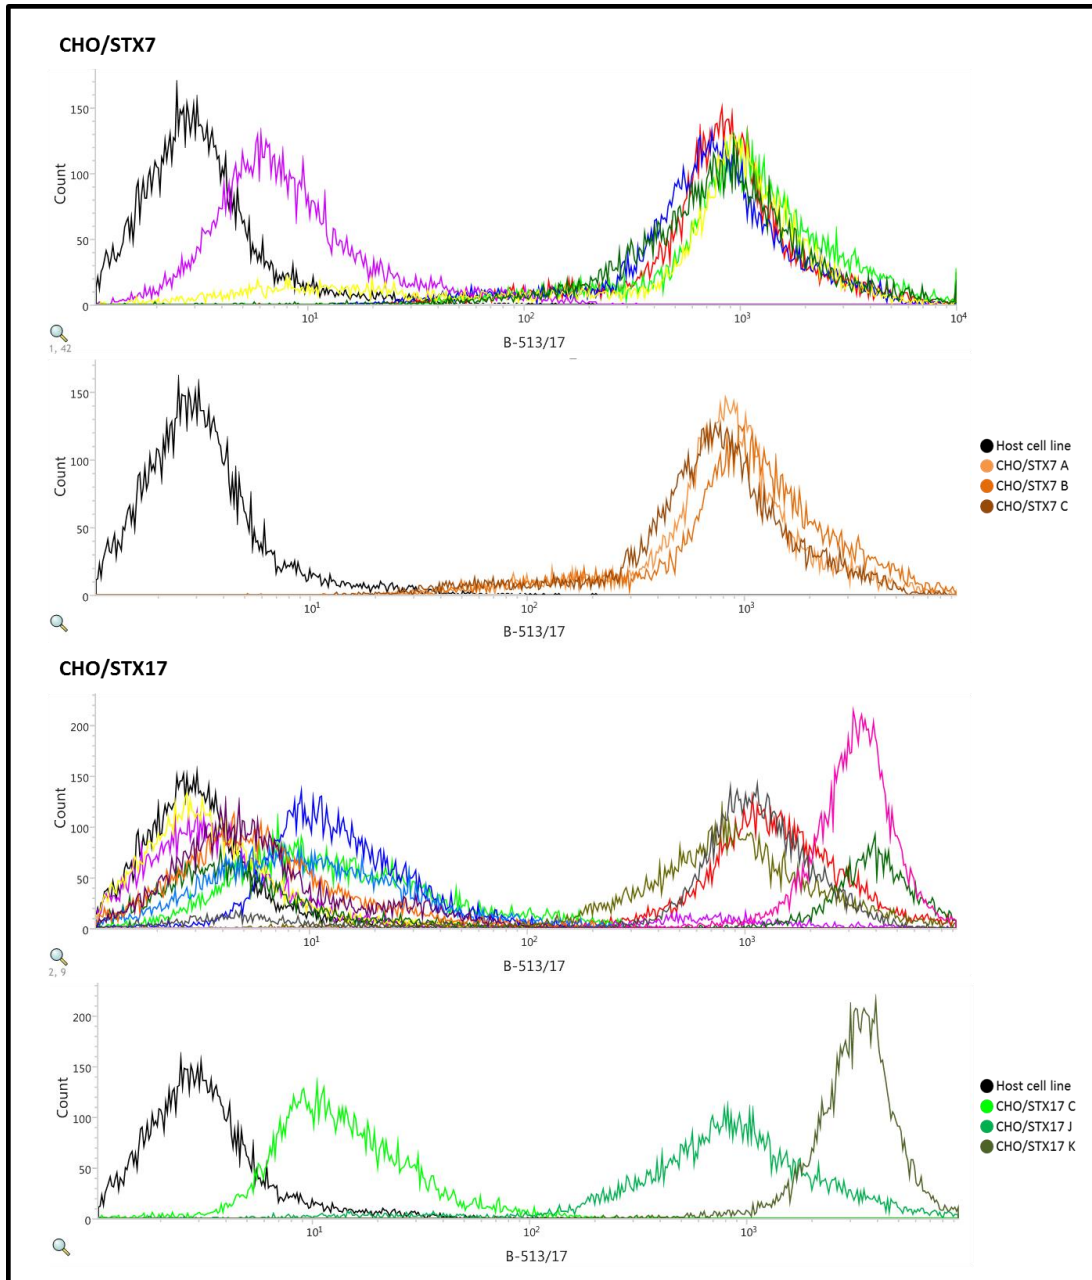 CHO/STX7
150
100
50
0
Count
10¹ 10² 10³ 10⁴
B-513/17
1, 42
150
100
50
0
Count
10¹ 10² 10³
B-513/17
Host cell line
CHO/STX7 A
CHO/STX7 B
CHO/STX7 C
CHO/STX17
200
150
100
50
0
Count
10¹ 10² 10³
B-513/17
2, 9
200
150
100
50
0
Count
10¹ 10² 10³
B-513/17
Host cell line
CHO/STX17 C
CHO/STX17 J
CHO/STX17 K